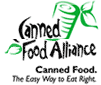 Canned
Food Alliance
Canned Food.
The Easy Way to Eat Right.